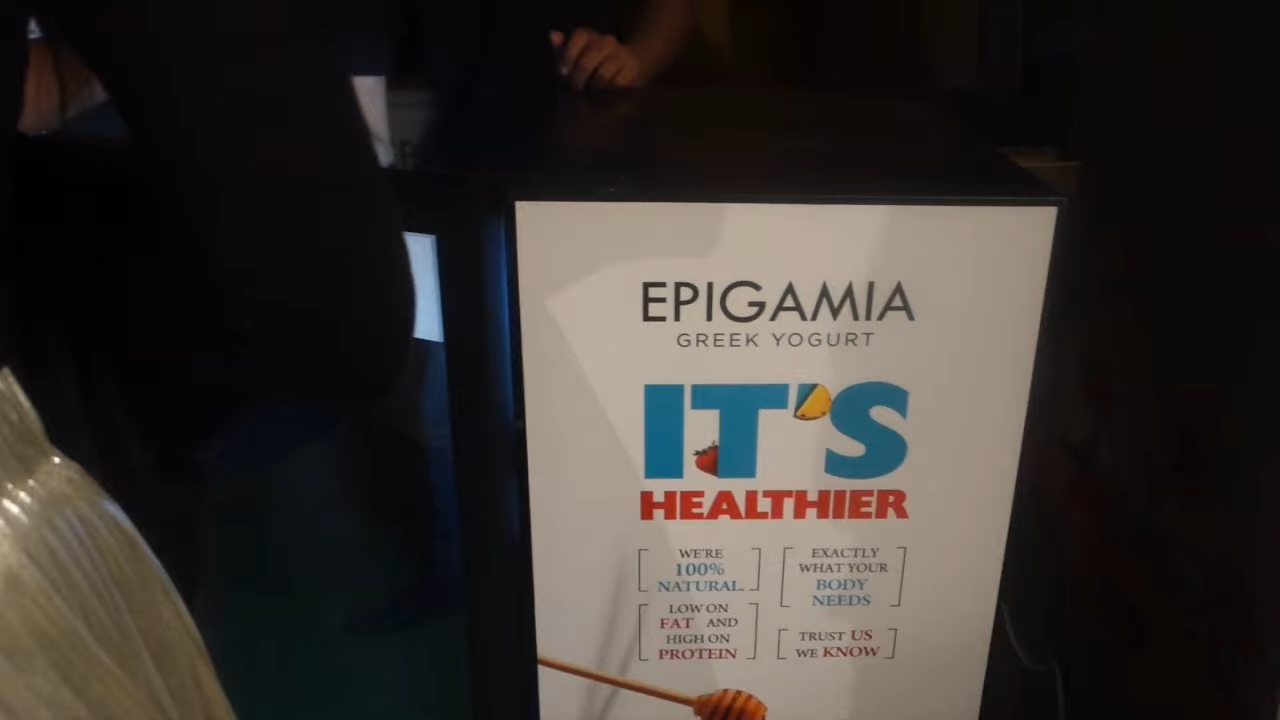 EPIGAMIA
GREEK YOGURT
IT'S
HEALTHIER
WE'RE
100%
NATURAL.
LOW ON
FAT AND
HIGH ON
PROTEIN
EXACTLY
WHAT YOUR
BODY
NEEDS
TRUST US
WE KNOW